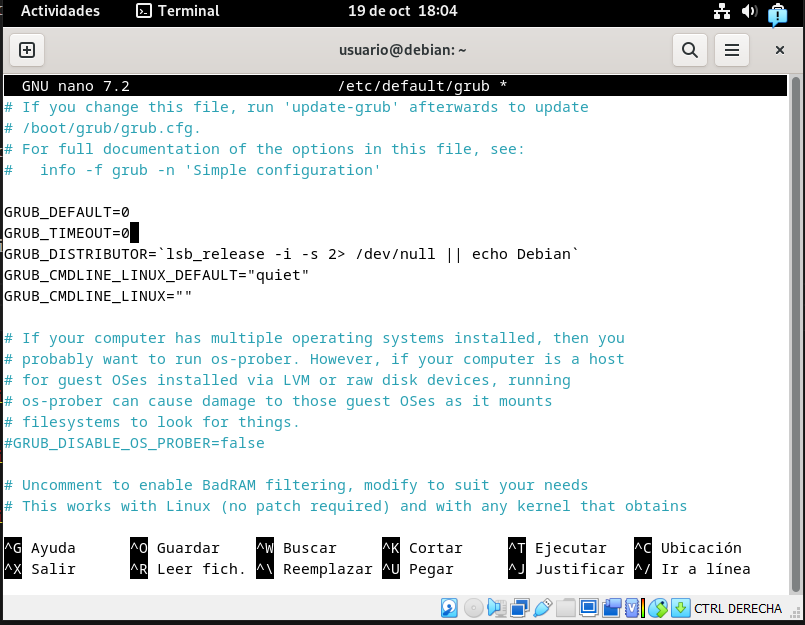 Actividades Terminal 19 de oct 18:04
usuario@debian: ~
GNU nano 7.2 /etc/default/grub *
# If you change this file, run 'update-grub' afterwards to update
# /boot/grub/grub.cfg.
# For full documentation of the options in this file, see:
#   info -f grub -n 'Simple configuration'
GRUB_DEFAULT=0
GRUB_TIMEOUT=0
GRUB_DISTRIBUTOR=`lsb_release -i -s 2> /dev/null || echo Debian`
GRUB_CMDLINE_LINUX_DEFAULT="quiet"
GRUB_CMDLINE_LINUX=""
# If your computer has multiple operating systems installed, then you
# probably want to run os-prober. However, if your computer is a host
# for guest OSes installed via LVM or raw disk devices, running
# os-prober can cause damage to those guest OSes as it mounts
# filesystems to look for things.
#GRUB_DISABLE_OS_PROBER=false
# Uncomment to enable BadRAM filtering, modify to suit your needs
# This works with Linux (no patch required) and with any kernel that obtains
^G Ayuda ^O Guardar ^W Buscar ^K Cortar ^T Ejecutar ^C Ubicación
^X Salir ^R Leer fich. ^\ Reemplazar ^U Pegar ^J Justificar ^/ Ir a línea
CTRL DERECHA